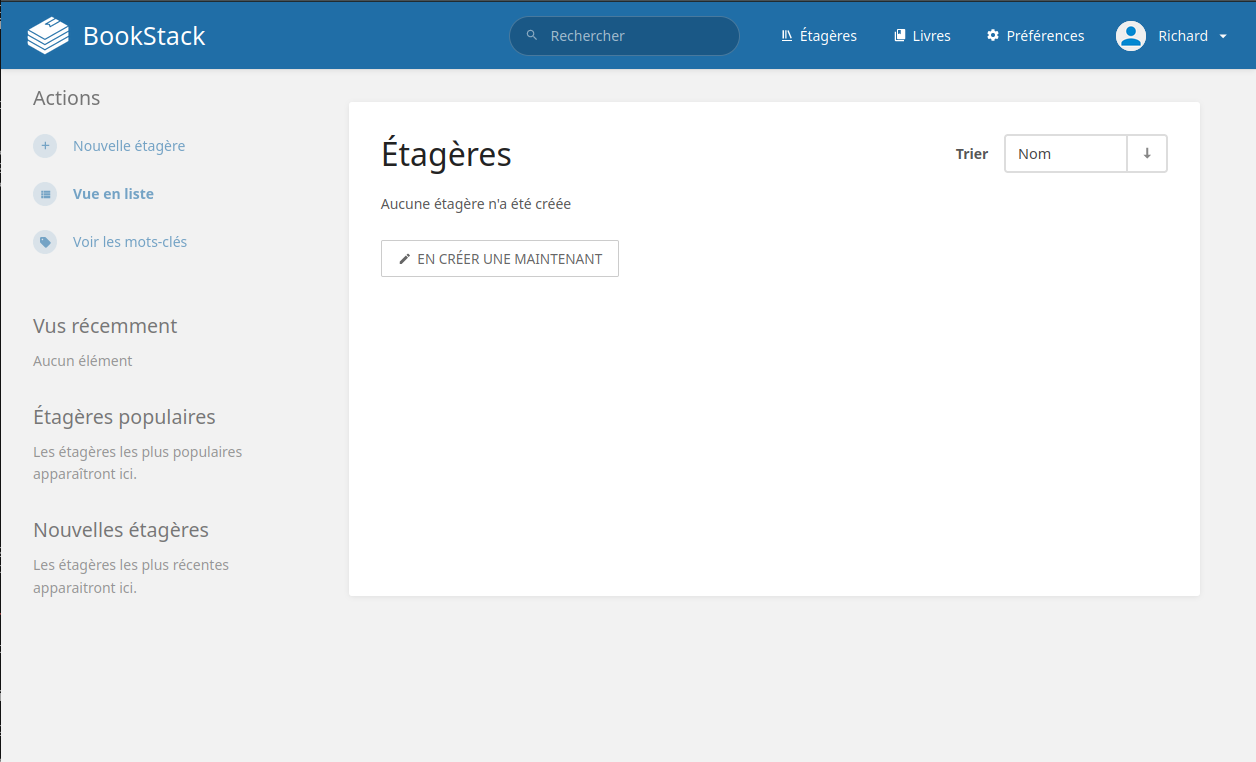 BookStack
Rechercher
Étagères
Livres
Préférences
Richard
Actions
Nouvelle étagère
Vue en liste
Voir les mots-clés
Vus récemment
Aucun élément
Étagères populaires
Les étagères les plus populaires
apparaîtront ici.
Nouvelles étagères
Les étagères les plus récentes
apparaitront ici.
Étagères
Trier
Nom
Aucune étagère n'a été créée
EN CRÉER UNE MAINTENANT